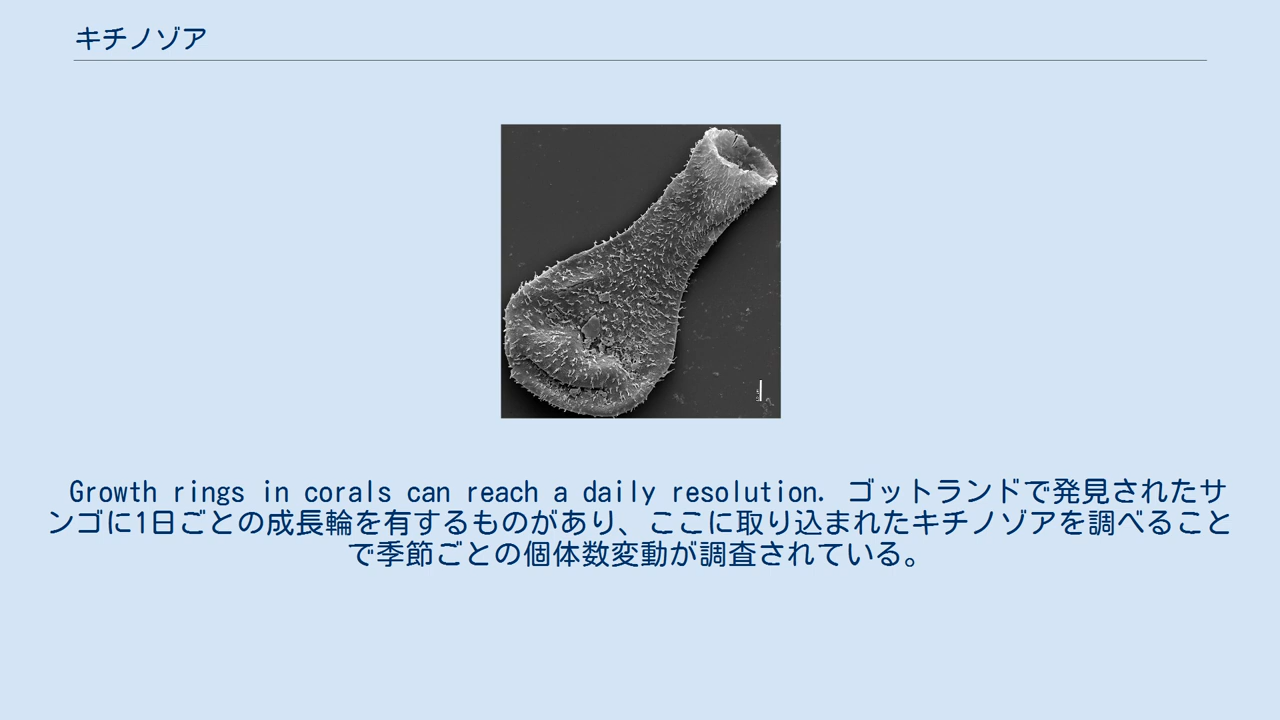 キチノゾア
Growth rings in corals can reach a daily resolution. ゴットランドで発見されたサ
ンゴに1日ごとの成長輪を有するものがあり、ここに取り込まれたキチノゾアを調べること
で季節ごとの個体数変動が調査されている。